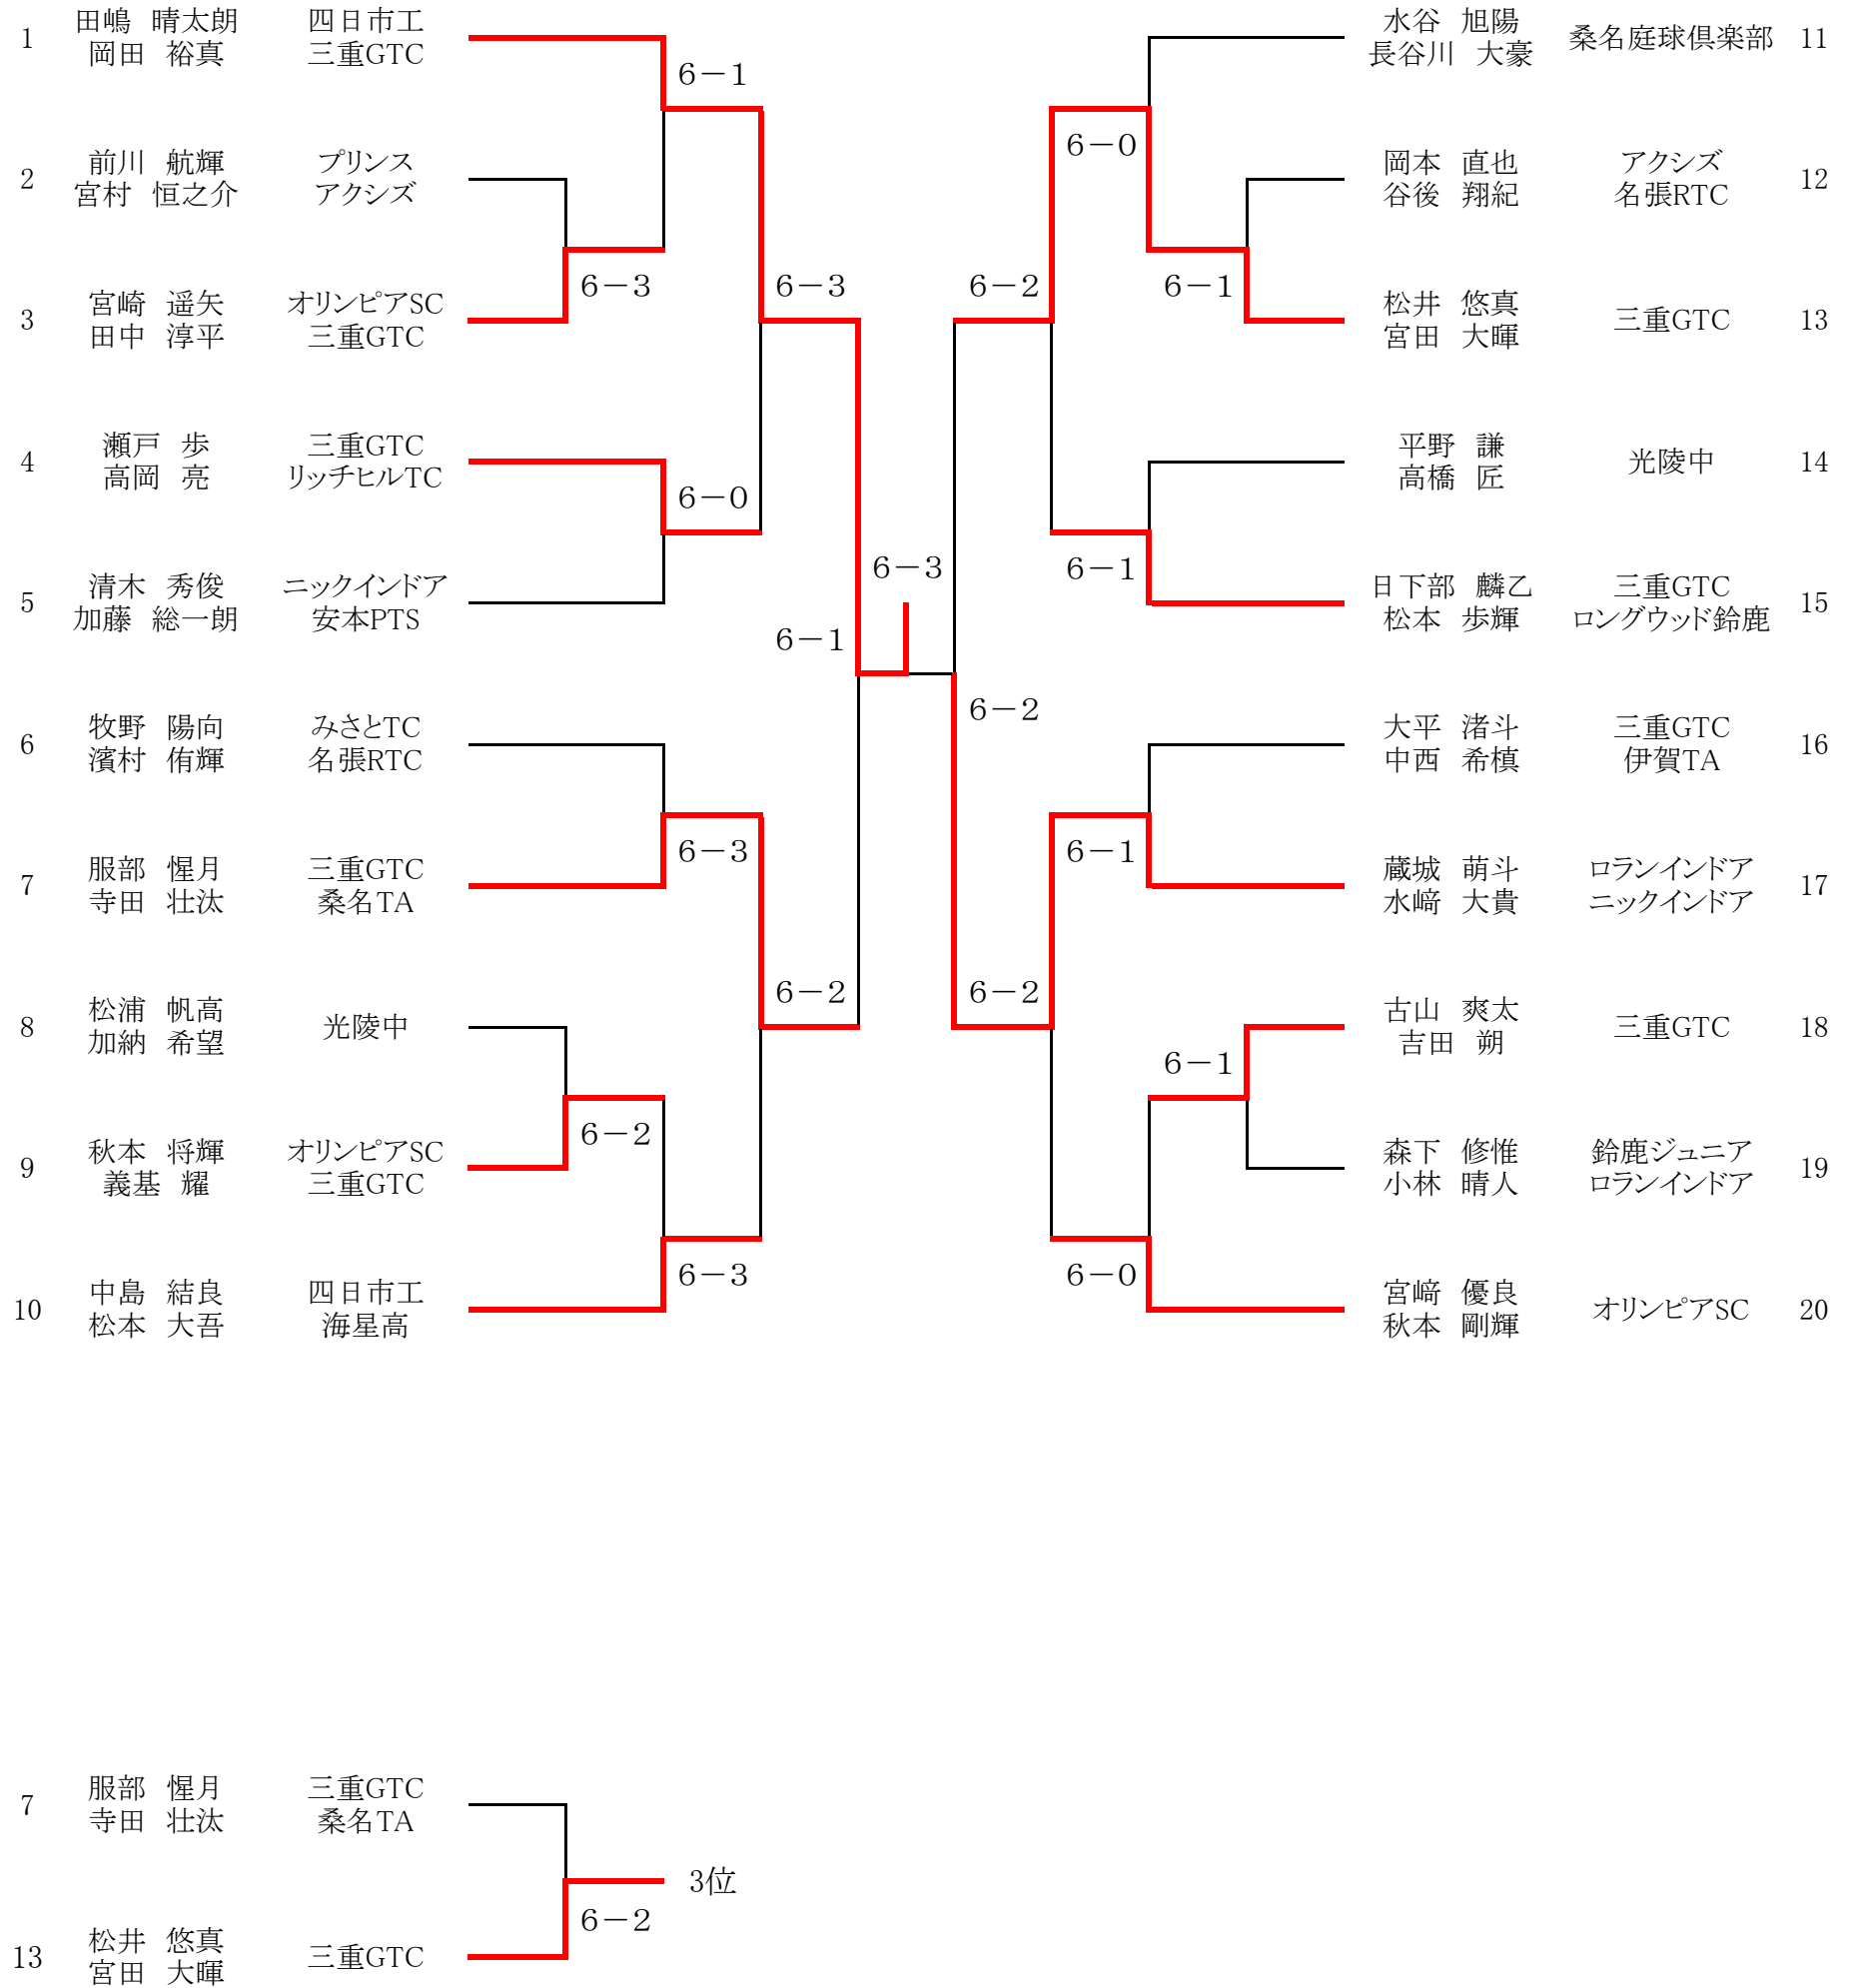 1 田嶋 晴太朗 四日市工
岡田 裕真 三重GTC
6－1
2 前川 航輝 プリンス
宮村 恒之介 アクシズ
6－3
3 宮崎 遥矢 オリンピアSC
田中 淳平 三重GTC
6－3
4 瀬戸 歩 三重GTC
高岡 亮 リッチヒルTC
6－0
5 清木 秀俊 ニックインドア
加藤 総一朗 安本PTS
6－1
6 牧野 陽向 みさとTC
濱村 侑輝 名張RTC
6－3
7 服部 惺月 三重GTC
寺田 壮汰 桑名TA
6－2
8 松浦 帆高 光陵中
加納 希望
6－2
9 秋本 将輝 オリンピアSC
義基 耀 三重GTC
6－3
10 中島 結良 四日市工
松本 大吾 海星高
6－3
水谷 旭陽 桑名庭球倶楽部 11
長谷川 大豪
6－0
岡本 直也 アクシズ 12
谷後 翔紀 名張RTC
6－2
6－1
松井 悠真 三重GTC 13
宮田 大暉
平野 謙 光陵中 14
高橋 匠
6－1
日下部 麟乙 三重GTC 15
松本 歩輝 ロングウッド鈴鹿
6－2
大平 渚斗 三重GTC 16
中西 希槙 伊賀TA
6－1
蔵城 萌斗 ロランインドア 17
水﨑 大貴 ニックインドア
6－2
古山 爽太 三重GTC 18
吉田 朔
6－1
森下 修惟 鈴鹿ジュニア 19
小林 晴人 ロランインドア
6－0
宮﨑 優良 オリンピアSC 20
秋本 剛輝
7 服部 惺月 三重GTC
寺田 壮汰 桑名TA
3位
6－2
13 松井 悠真 三重GTC
宮田 大暉